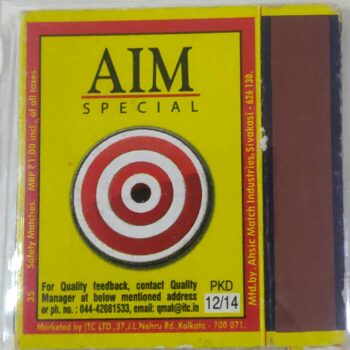 AIM
SPECIAL
35 Safety Matches. MRP ₹1.00 incl., of all taxes.
For Quality feedback, contact Quality
Manager at below mentioned address
or ph. no. : 044-42081533, email: qmat@itc.in
PKD
12/14
Marketed by ITC LTD. 37, J.L. Nehru Rd., Kolkata - 700 071.
Mfd.by. Ahsic Match Industries, Sivakasi - 626 130.